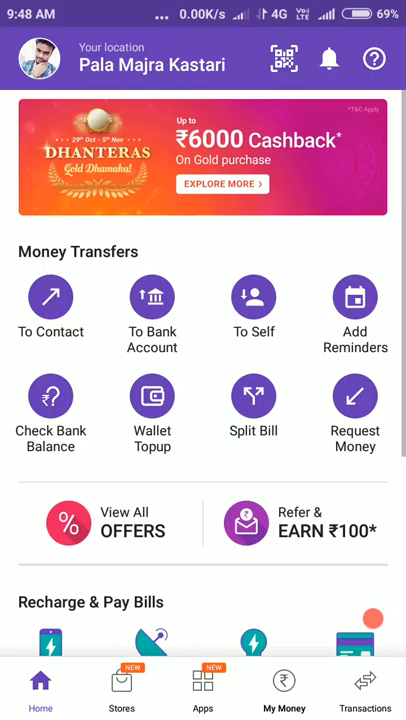 9:48 AM ... 0.00K/s 4G VoLTE 69%
Your location
Pala Majra Kastari
*T&C Apply
29th Oct - 5th Nov
DHANTERAS
Gold Dhamaka!
Up to
₹6000 Cashback*
On Gold purchase
EXPLORE MORE >
Money Transfers
To Contact
To Bank
Account
To Self
Add
Reminders
Check Bank
Balance
Wallet
Topup
Split Bill
Request
Money
View All
OFFERS
Refer &
EARN ₹100*
Recharge & Pay Bills
NEW
NEW
Home
Stores
Apps
My Money
Transactions